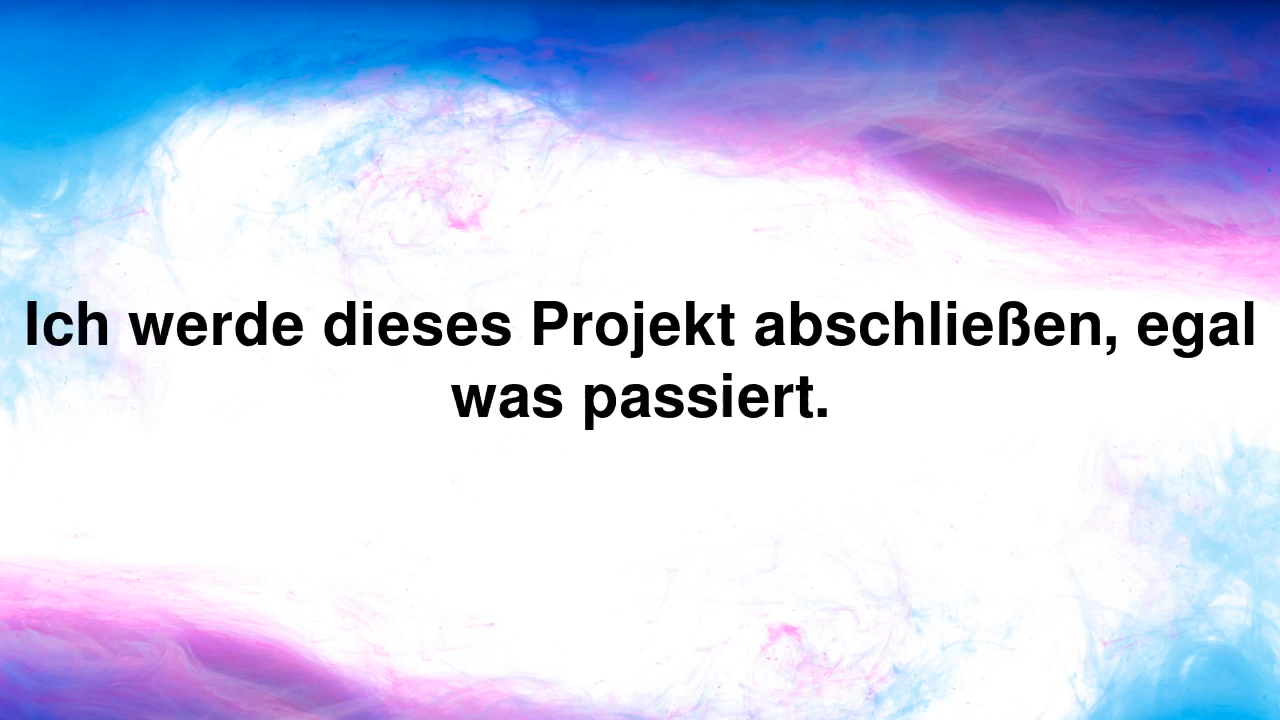 Ich werde dieses Projekt abschließen, egal
was passiert.